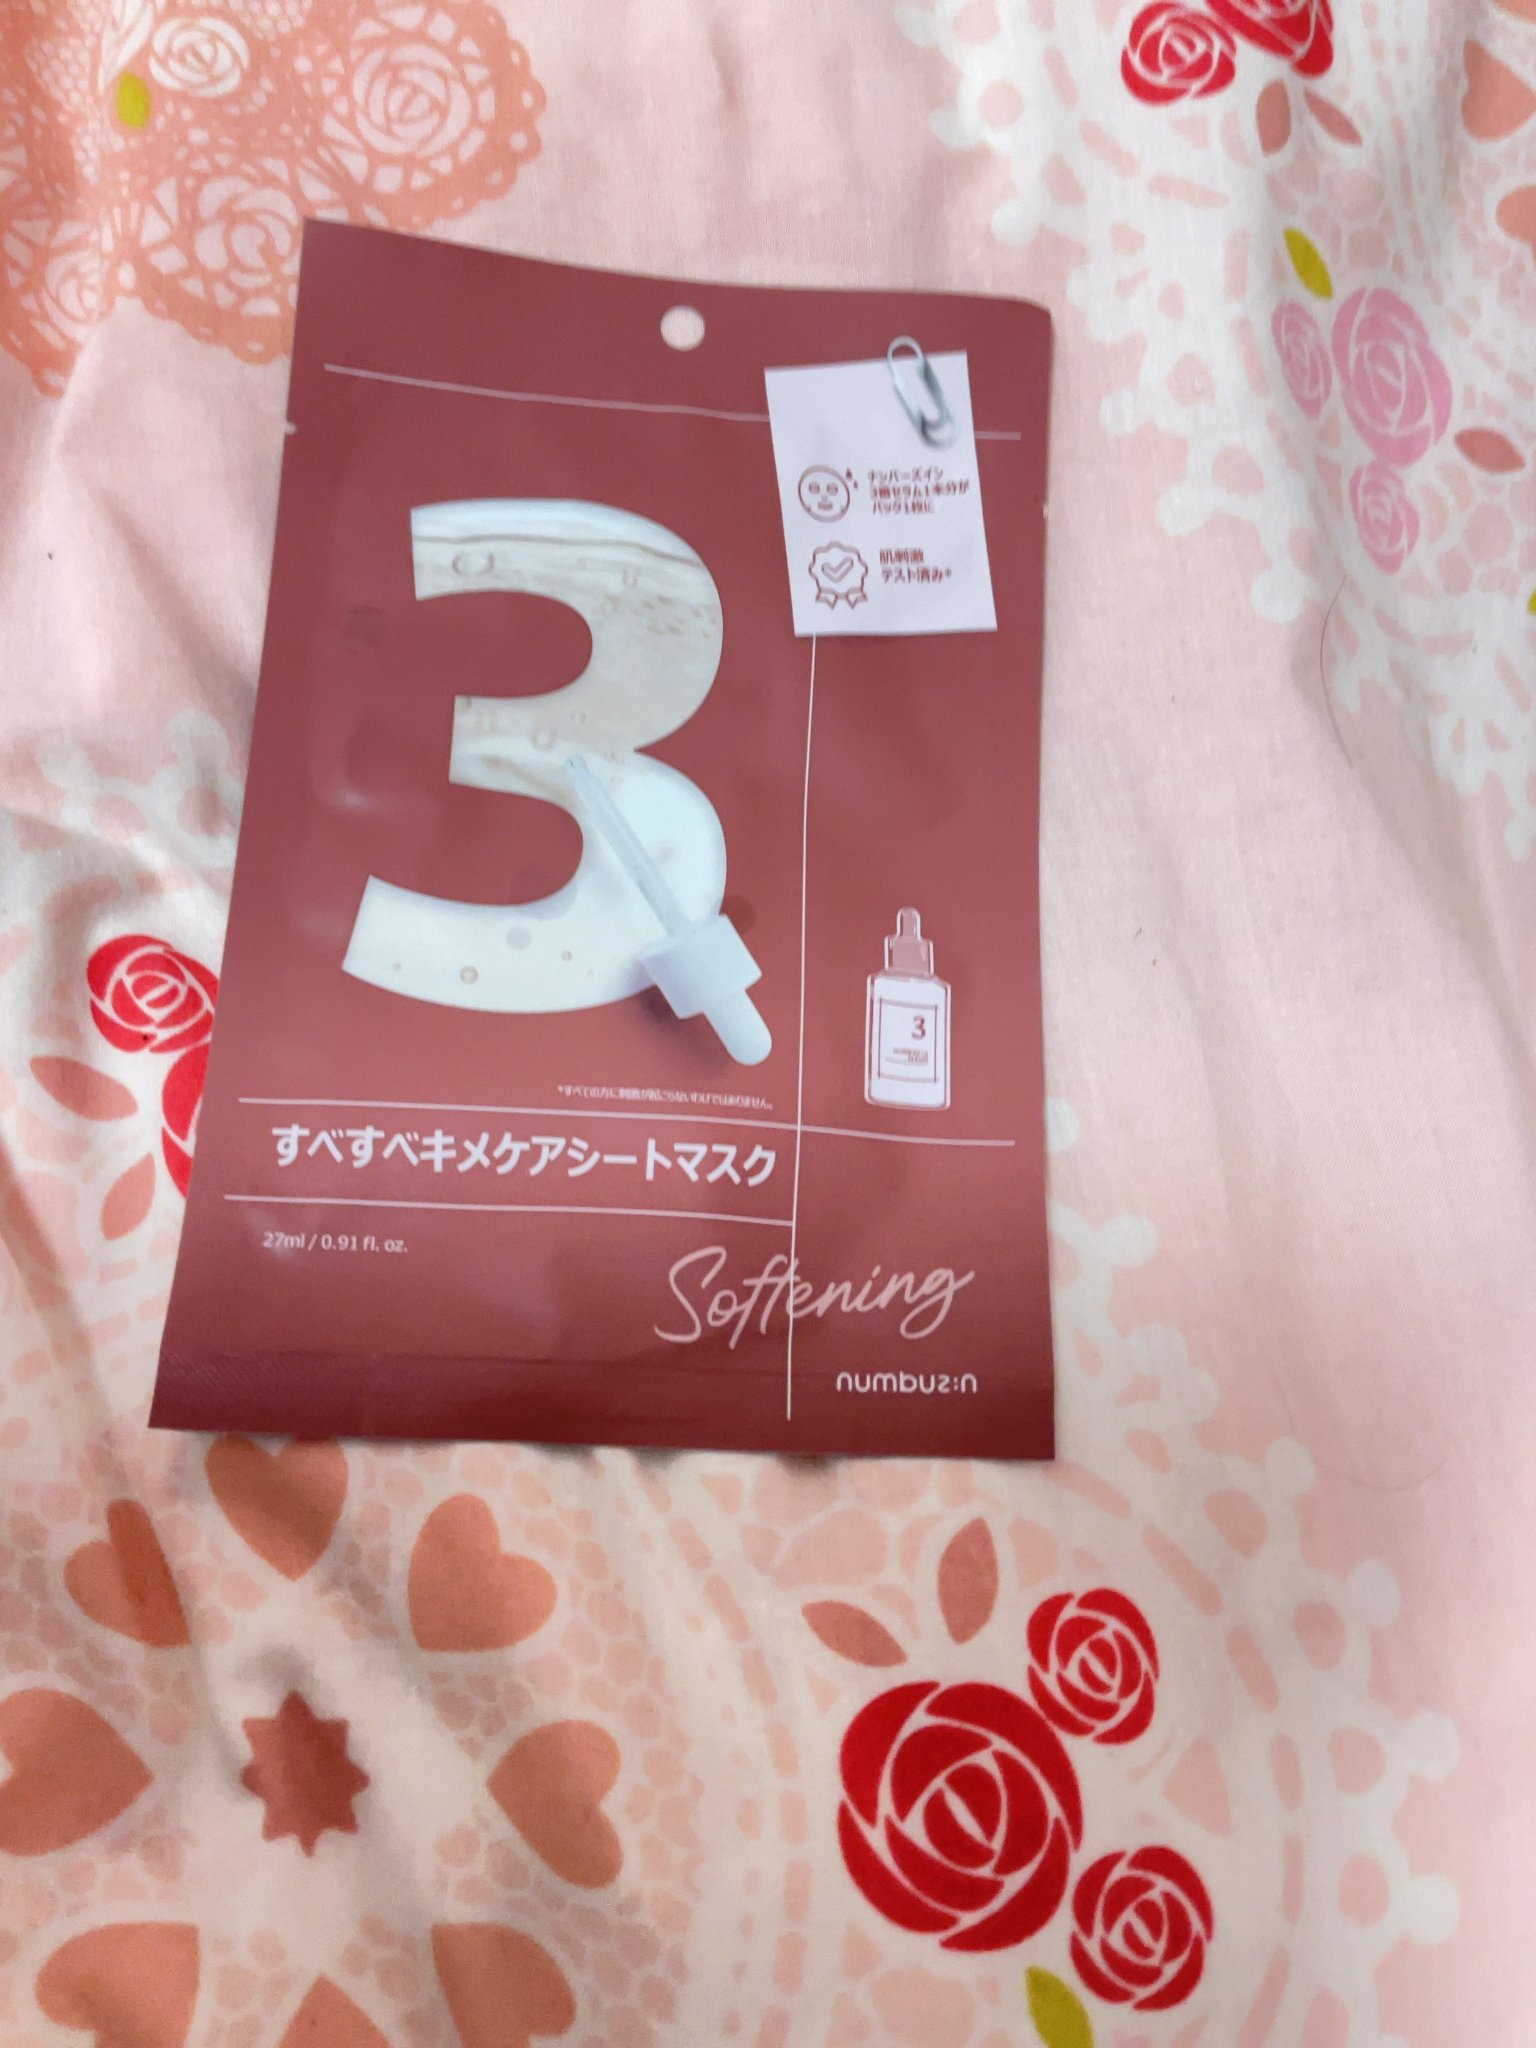 ナンバーズイン
3番セラム1本分が
パック1枚に
肌刺激
テスト済み*
3
3
*すべての方に刺激が起こらないわけではありません。
すべすべキメケアシートマスク
27ml / 0.91 fl. oz.
Softening
numbuz:n